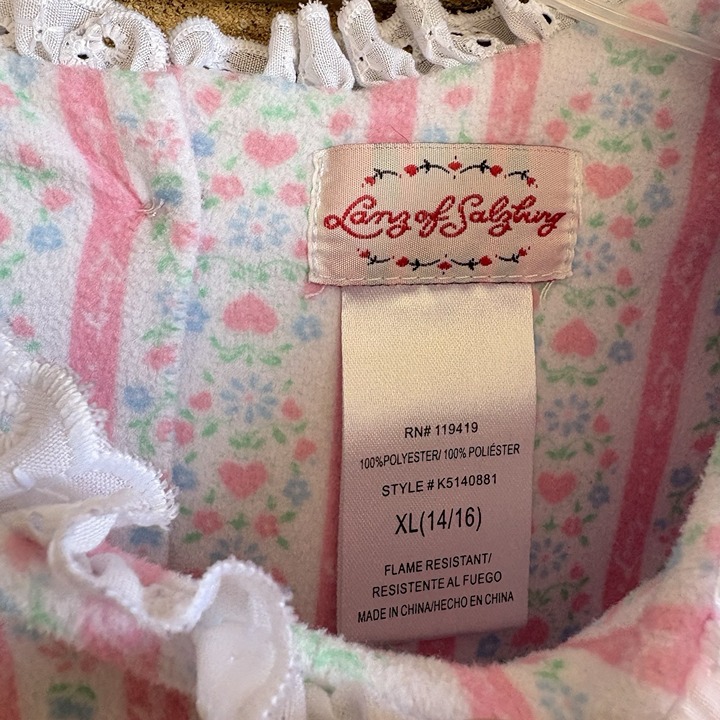 Lanz of Salzburg
RN# 119419
100%POLYESTER/ 100% POLIÉSTER
STYLE # K5140881
XL(14/16)
FLAME RESISTANT/
RESISTENTE AL FUEGO
MADE IN CHINA/HECHO EN CHINA